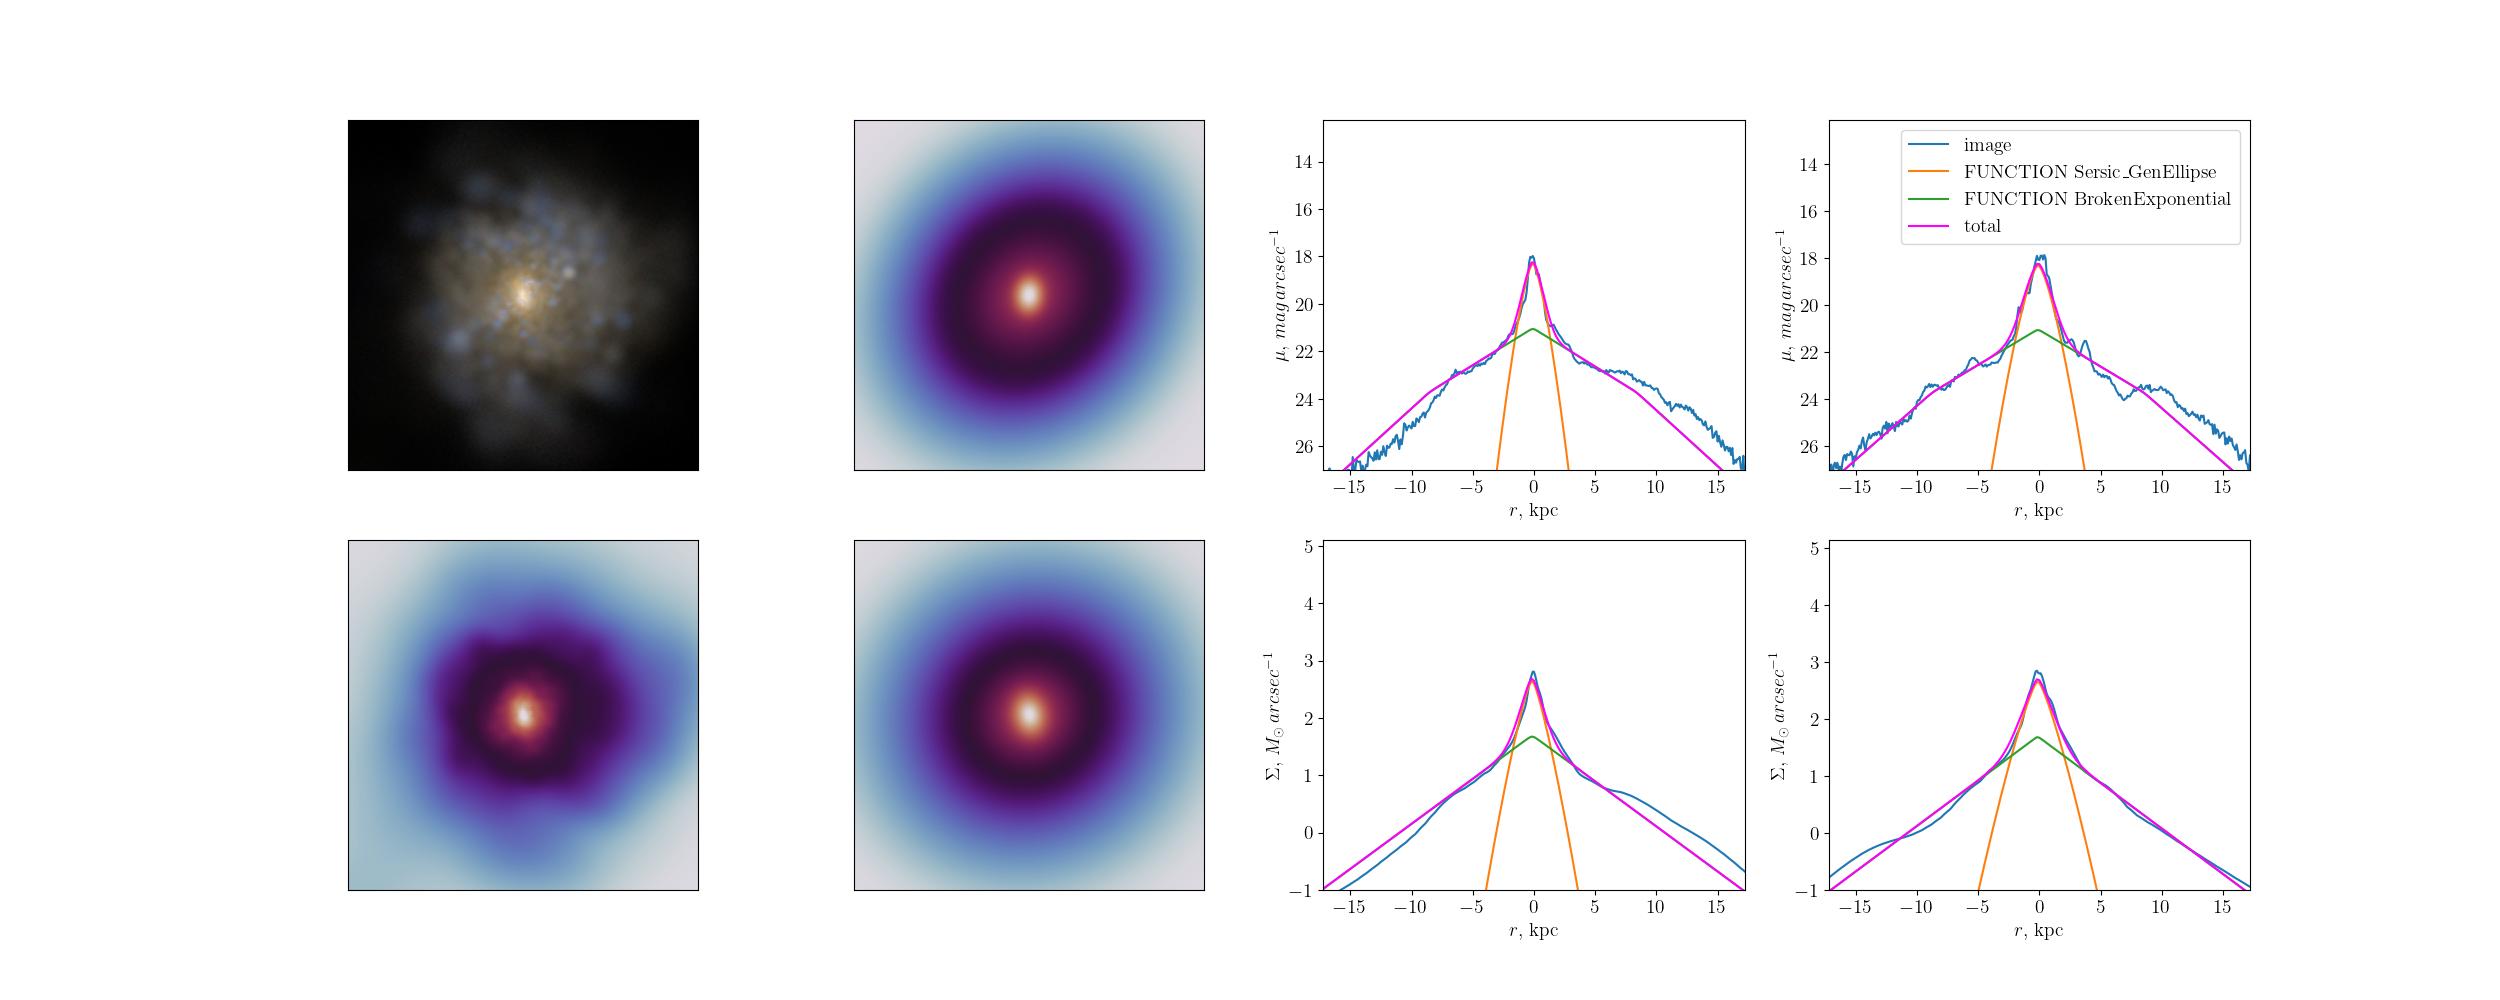 14
16
18
20
22
24
26
μ, mag arcsec⁻¹
−15 −10 −5 0 5 10 15
r, kpc
14
16
18
20
22
24
26
μ, mag arcsec⁻¹
image
FUNCTION Sersic_GenEllipse
FUNCTION BrokenExponential
total
−15 −10 −5 0 5 10 15
r, kpc
5
4
3
2
1
0
−1
Σ, M⊙ arcsec⁻¹
−15 −10 −5 0 5 10 15
r, kpc
5
4
3
2
1
0
−1
Σ, M⊙ arcsec⁻¹
−15 −10 −5 0 5 10 15
r, kpc